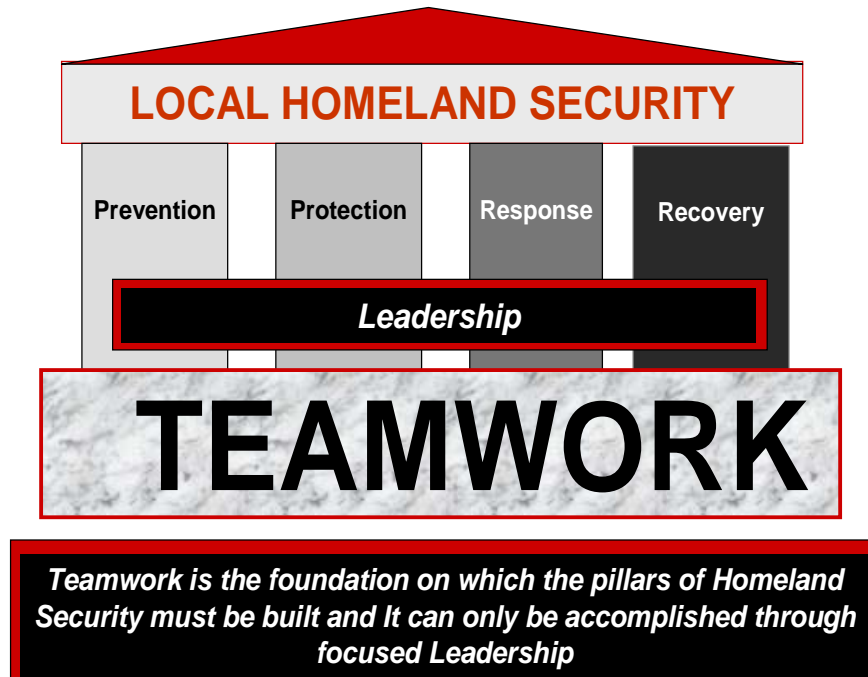 LOCAL HOMELAND SECURITY
Prevention Protection Response Recovery
Leadership
TEAMWORK
Teamwork is the foundation on which the pillars of Homeland
Security must be built and It can only be accomplished through
focused Leadership